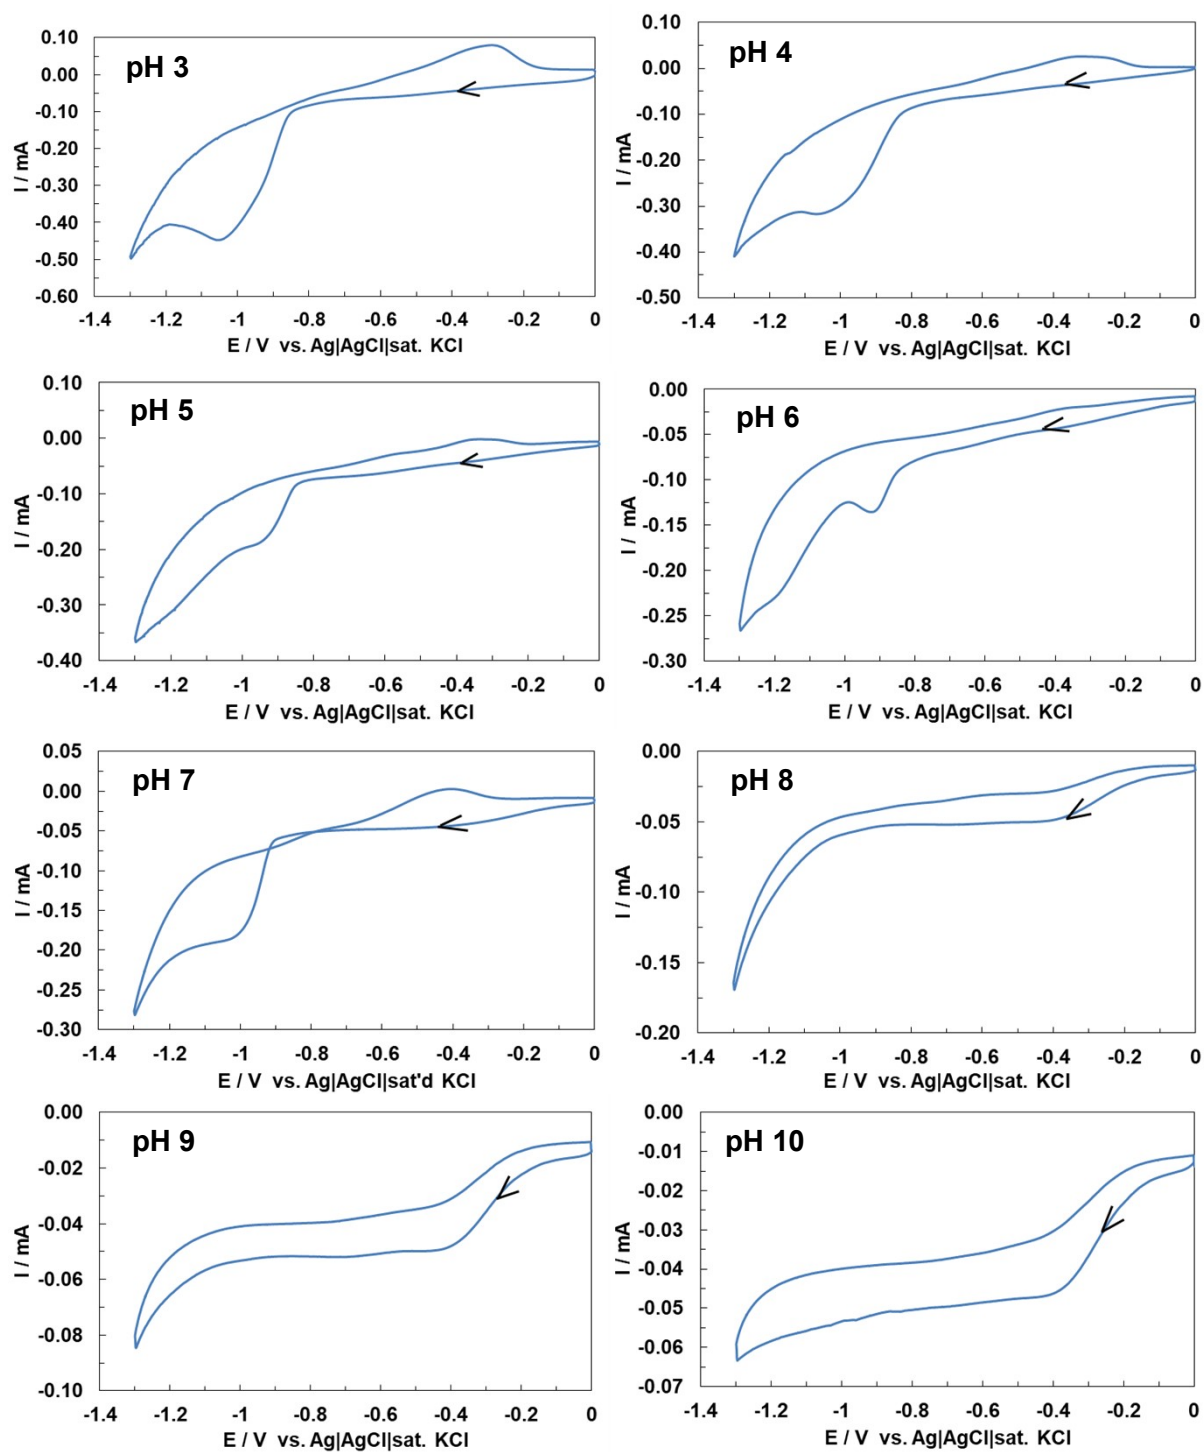 pH 3
0.10
0.00
-0.10
-0.20
-0.30
-0.40
-0.50
-0.60
I / mA
-1.4 -1.2 -1 -0.8 -0.6 -0.4 -0.2 0
E / V vs. Ag|AgCl|sat. KCl
pH 4
0.10
0.00
-0.10
-0.20
-0.30
-0.40
-0.50
I / mA
-1.4 -1.2 -1 -0.8 -0.6 -0.4 -0.2 0
E / V vs. Ag|AgCl|sat. KCl
pH 5
0.10
0.00
-0.10
-0.20
-0.30
-0.40
I / mA
-1.4 -1.2 -1 -0.8 -0.6 -0.4 -0.2 0
E / V vs. Ag|AgCl|sat. KCl
pH 6
0.00
-0.05
-0.10
-0.15
-0.20
-0.25
-0.30
I / mA
-1.4 -1.2 -1 -0.8 -0.6 -0.4 -0.2 0
E / V vs. Ag|AgCl|sat. KCl
pH 7
0.05
0.00
-0.05
-0.10
-0.15
-0.20
-0.25
-0.30
I / mA
-1.4 -1.2 -1 -0.8 -0.6 -0.4 -0.2 0
E / V vs. Ag|AgCl|sat'd KCl
pH 8
0.00
-0.05
-0.10
-0.15
-0.20
I / mA
-1.4 -1.2 -1 -0.8 -0.6 -0.4 -0.2 0
E / V vs. Ag|AgCl|sat. KCl
pH 9
0.00
-0.02
-0.04
-0.06
-0.08
-0.10
I / mA
-1.4 -1.2 -1 -0.8 -0.6 -0.4 -0.2 0
E / V vs. Ag|AgCl|sat. KCl
pH 10
0.00
-0.01
-0.02
-0.03
-0.04
-0.05
-0.06
-0.07
I / mA
-1.4 -1.2 -1 -0.8 -0.6 -0.4 -0.2 0
E / V vs. Ag|AgCl|sat. KCl